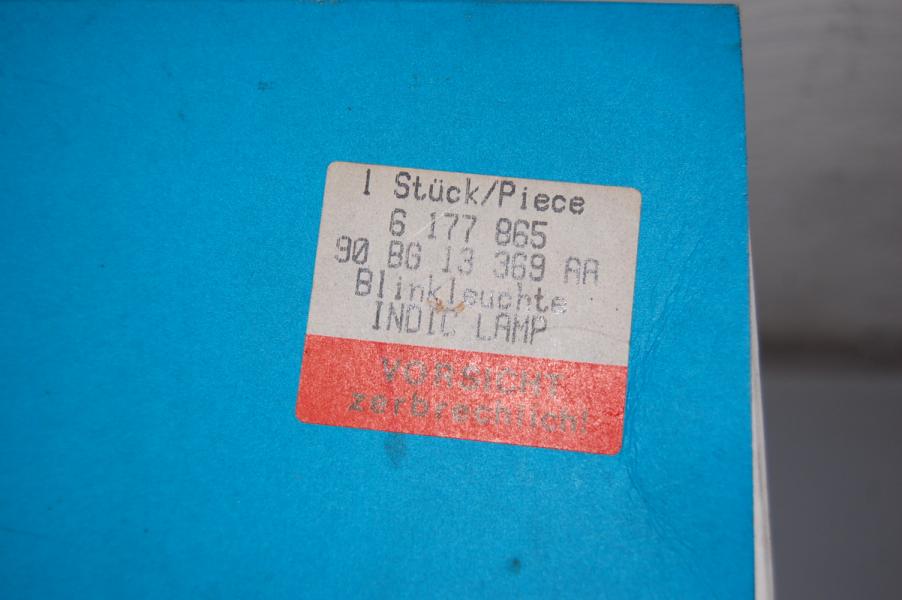 1 Stück/Piece
6 177 865
90 BG 13 369 AA
Blinkleuchte
INDIC LAMP
VORSICHT
zerbrechlich!